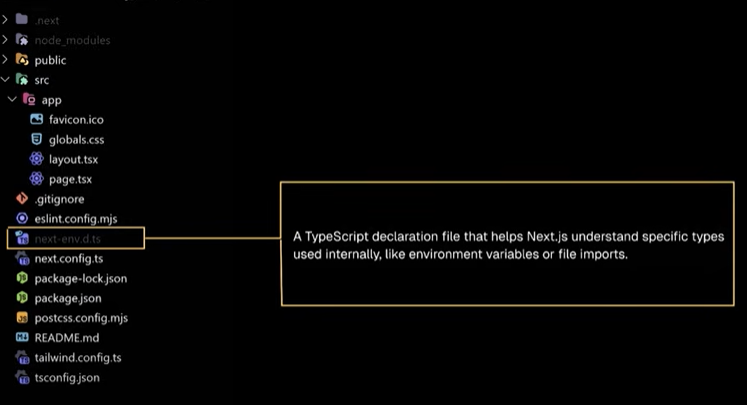 .next
node_modules
public
src
app
favicon.ico
globals.css
layout.tsx
page.tsx
.gitignore
eslint.config.mjs
next-env.d.ts
next.config.ts
package-lock.json
package.json
postcss.config.mjs
README.md
tailwind.config.ts
tsconfig.json
A TypeScript declaration file that helps Next.js understand specific types
used internally, like environment variables or file imports.